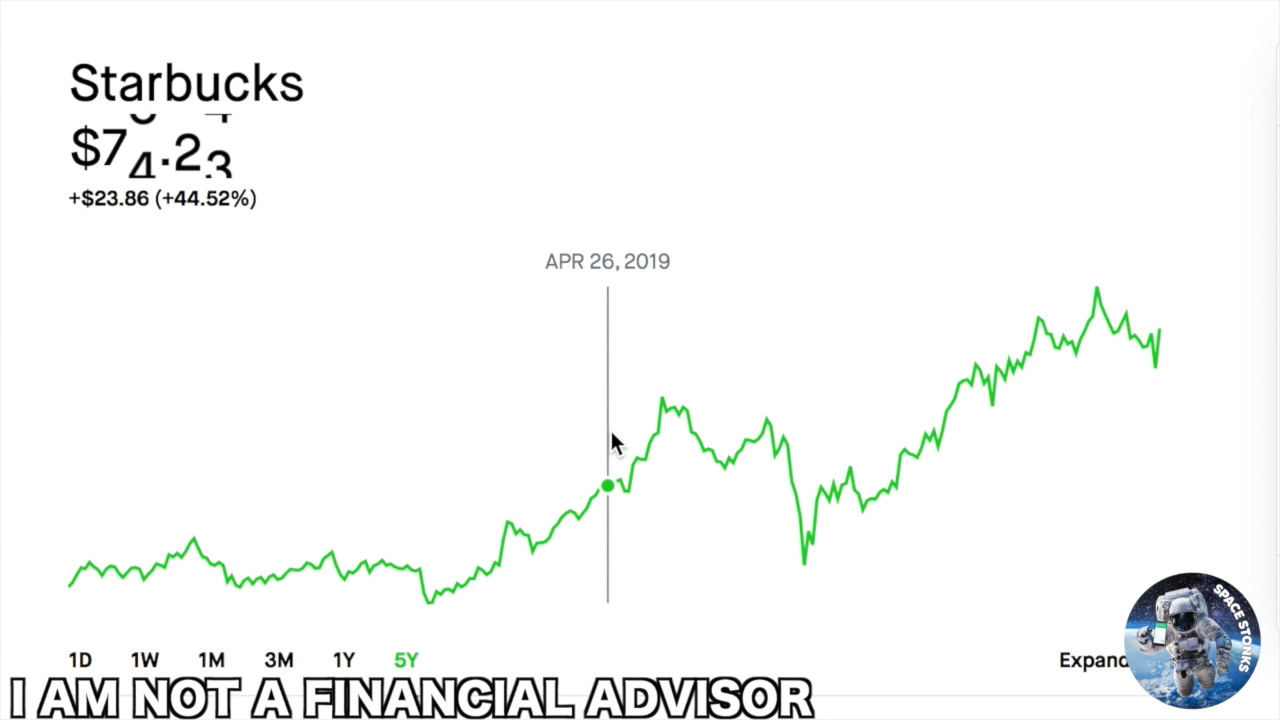 Starbucks
+$23.86 (+44.52%)
APR 26, 2019
1D 1W 1M 3M 1Y 5Y
Expand
SPACE STONKS
I AM NOT A FINANCIAL ADVISOR